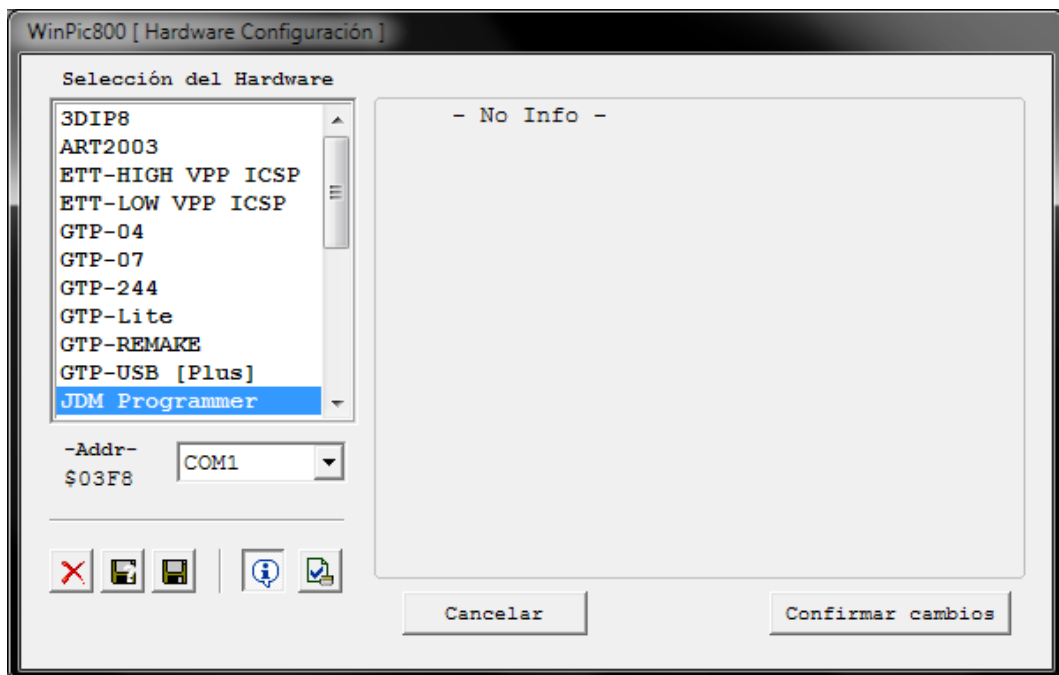 WinPic800 [ Hardware Configuración ]
Selección del Hardware
3DIP8
ART2003
ETT-HIGH VPP ICSP
ETT-LOW VPP ICSP
GTP-04
GTP-07
GTP-244
GTP-Lite
GTP-REMAKE
GTP-USB [Plus]
JDM Programmer
-Addr-
$03F8
COM1
- No Info -
Cancelar
Confirmar cambios